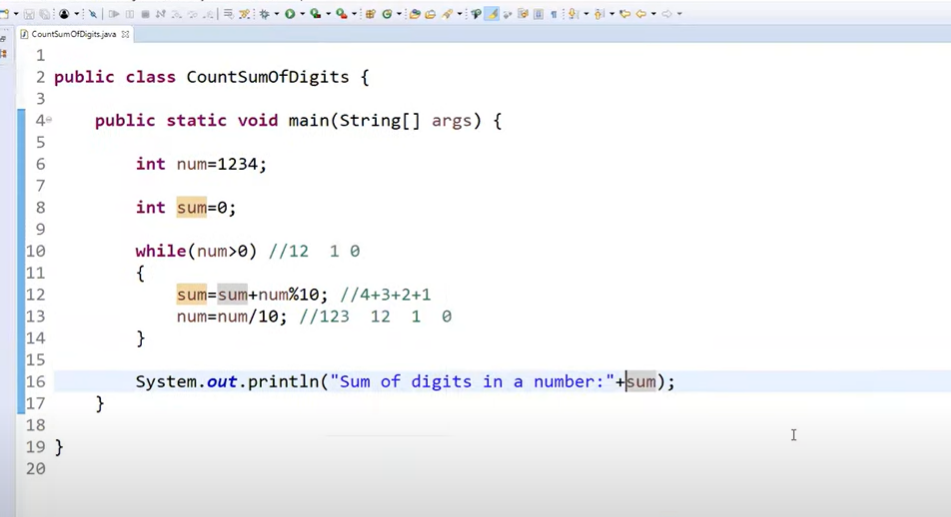 CountSumOfDigits.java
1
2 public class CountSumOfDigits {
3
4 public static void main(String[] args) {
5
6 int num=1234;
7
8 int sum=0;
9
10 while(num>0) //12 1 0
11 {
12 sum=sum+num%10; //4+3+2+1
13 num=num/10; //123 12 1 0
14 }
15
16 System.out.println("Sum of digits in a number:"+sum);
17 }
18
19 }
20